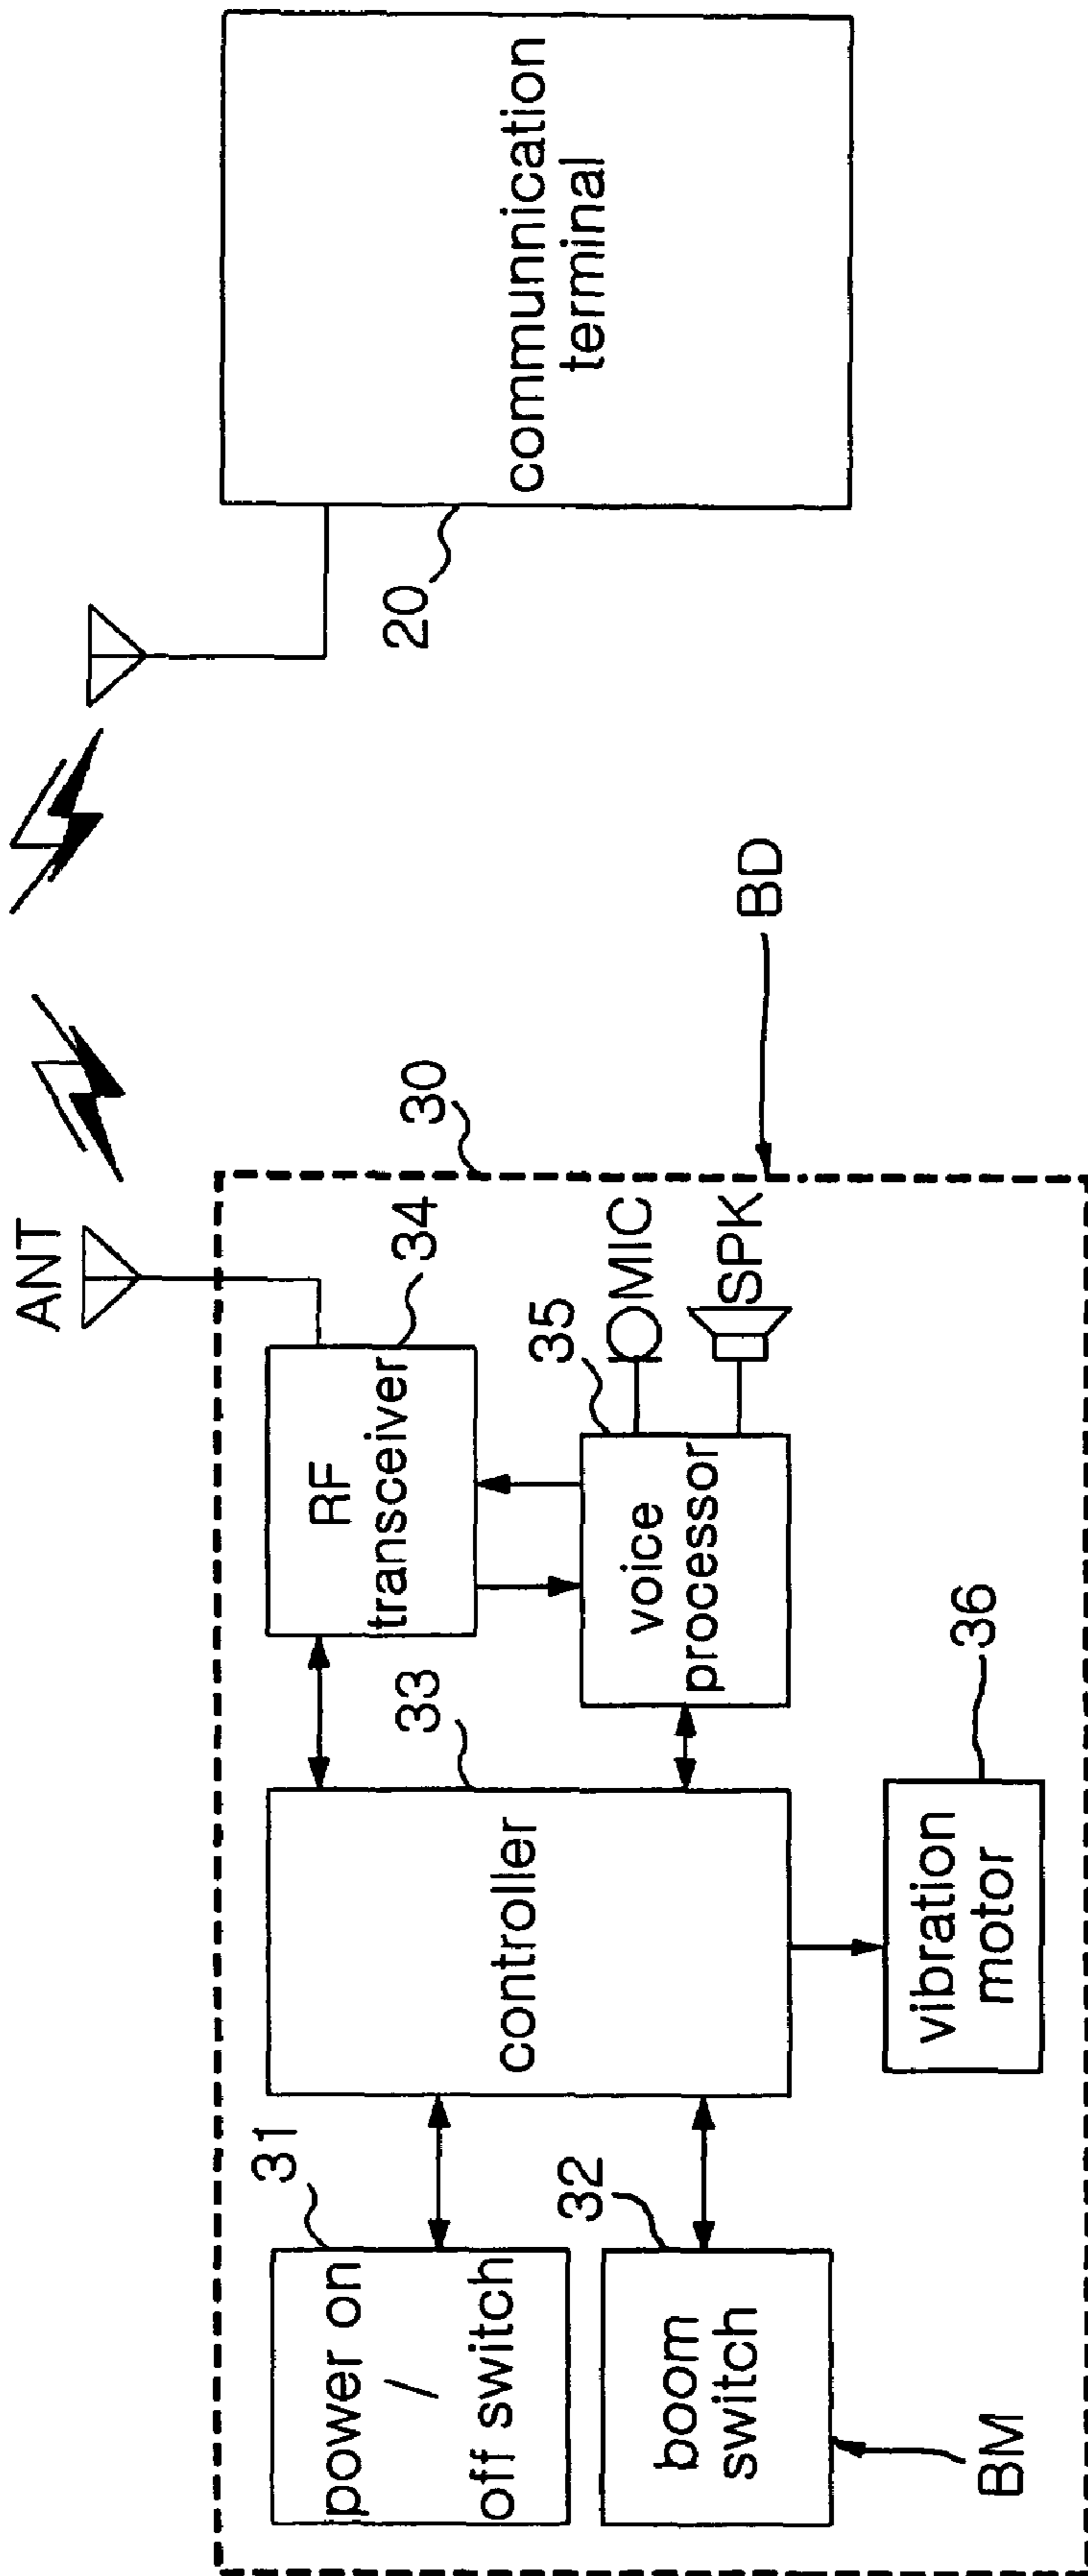 ANT
30
power on
/
off switch
31
boom
switch
32
BM
controller
33
RF
transceiver
34
voice
processor
35
MIC
SPK
vibration
motor
36
BD
20
communication
terminal